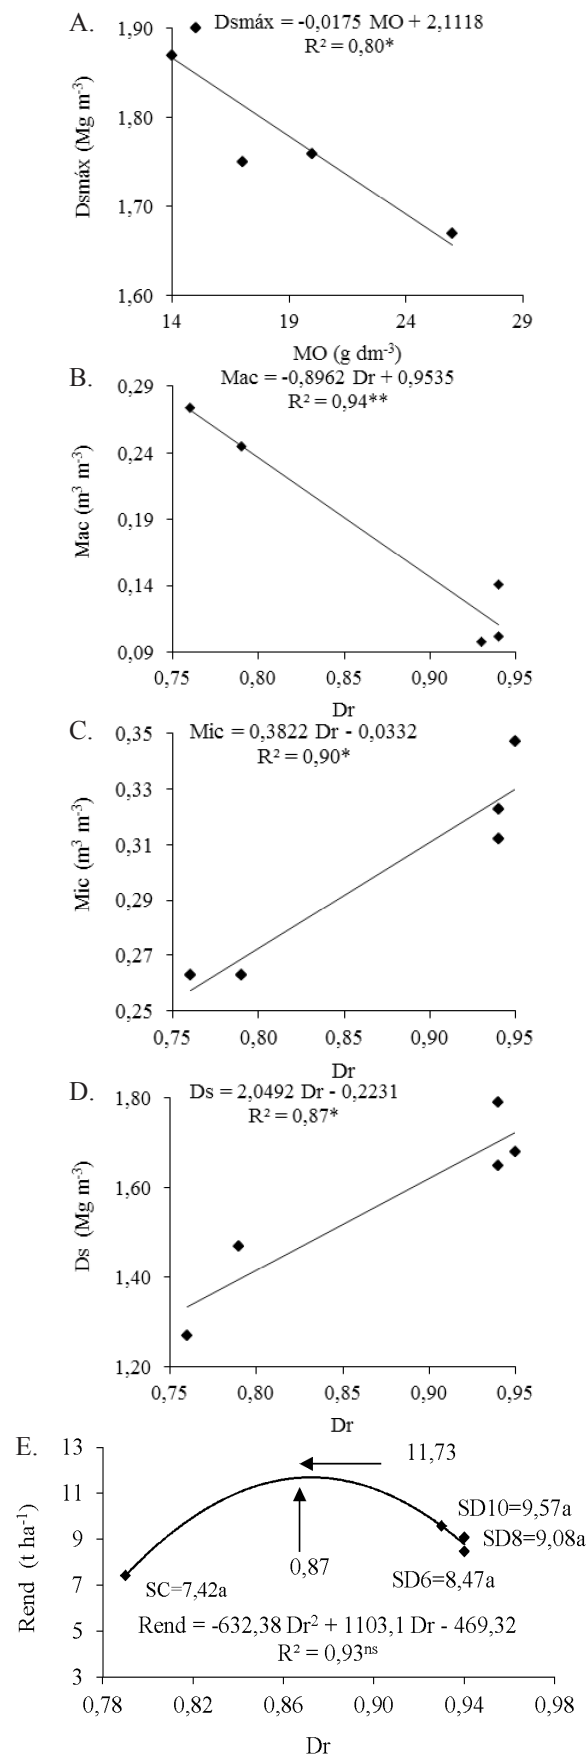 A.
Dsmáx = -0,0175 MO + 2,1118
R² = 0,80*
1,90
1,80
1,70
1,60
Dsmáx (Mg m⁻³)
14 19 24 29
MO (g dm⁻³)
B.
Mac = -0,8962 Dr + 0,9535
R² = 0,94**
0,29
0,24
0,19
0,14
0,09
Mac (m³ m⁻³)
0,75 0,80 0,85 0,90 0,95
Dr
C.
Mic = 0,3822 Dr - 0,0332
R² = 0,90*
0,35
0,33
0,31
0,29
0,27
0,25
Mic (m³ m⁻³)
0,75 0,80 0,85 0,90 0,95
Dr
D.
Ds = 2,0492 Dr - 0,2231
R² = 0,87*
1,80
1,60
1,40
1,20
Ds (Mg m⁻³)
0,75 0,80 0,85 0,90 0,95
Dr
E.
13
11
9
7
5
3
Rend (t ha⁻¹)
11,73
SD10=9,57a
SD8=9,08a
0,87
SD6=8,47a
SC=7,42a
Rend = -632,38 Dr² + 1103,1 Dr - 469,32
R² = 0,93ⁿˢ
0,78 0,82 0,86 0,90 0,94 0,98
Dr